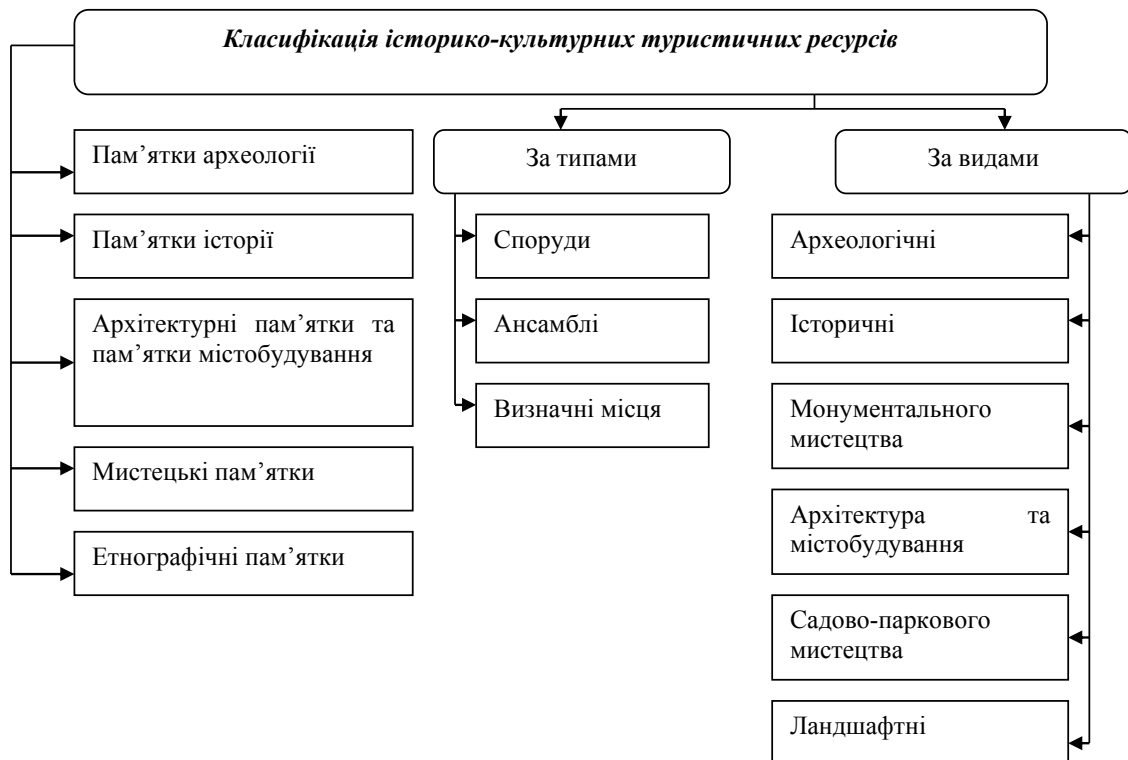 Класифікація історико-культурних туристичних ресурсів
Пам’ятки археології
Пам’ятки історії
Архітектурні пам’ятки та
пам’ятки містобудування
Мистецькі пам’ятки
Етнографічні пам’ятки
За типами
Споруди
Ансамблі
Визначні місця
За видами
Археологічні
Історичні
Монументального
мистецтва
Архітектура та
містобудування
Садово-паркового
мистецтва
Ландшафтні